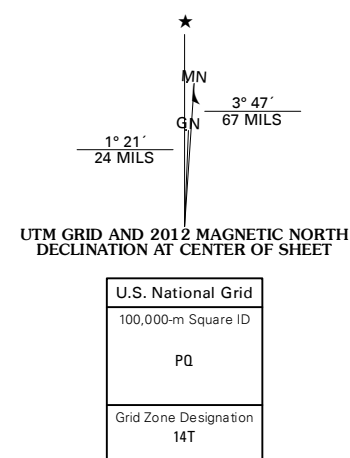 MN
3° 47´
67 MILS
GN
1° 21´
24 MILS
UTM GRID AND 2012 MAGNETIC NORTH
DECLINATION AT CENTER OF SHEET
U.S. National Grid
100,000-m Square ID
PQ
Grid Zone Designation
14T